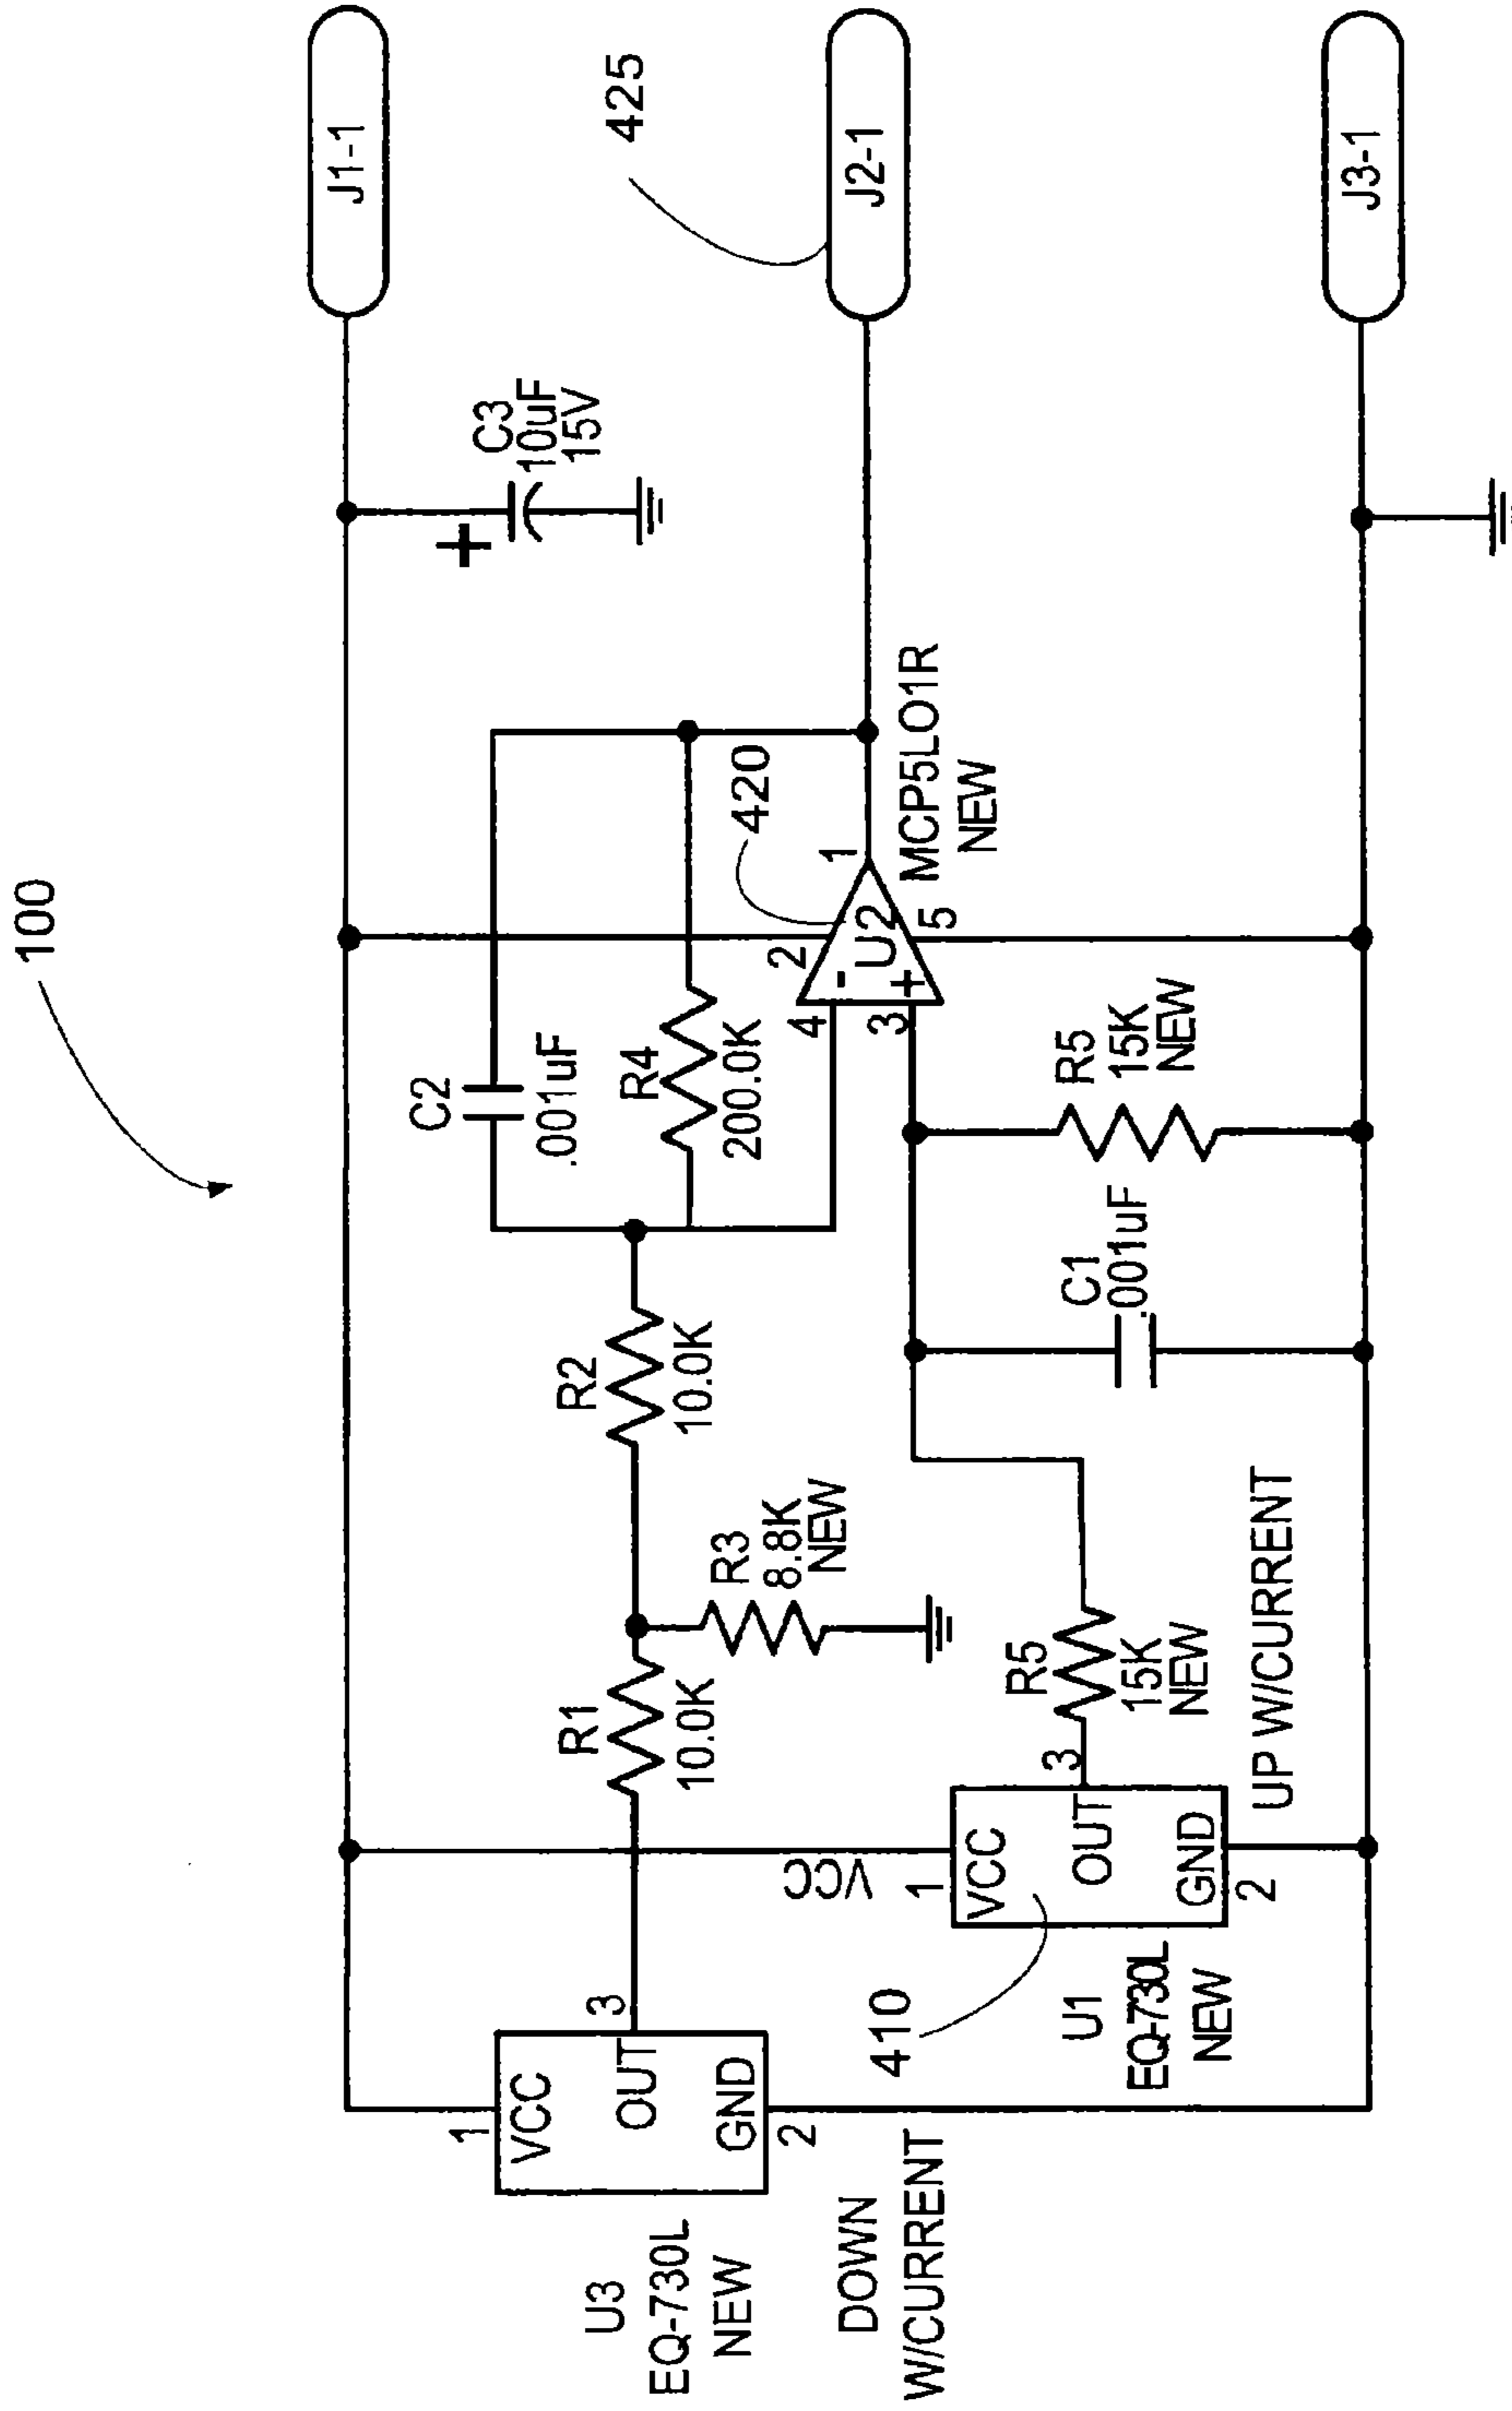 100
J1-1
C3
10uF
15V
425
J2-1
J3-1
C2
.001uF
R4
200.0K
420
2
4
-
U2
1
3
+
5
MCP5LO1R
NEW
R2
10.0K
R1
10.0K
R3
8.8K
NEW
R5
15K
NEW
C1
.001uF
VCC
1
VCC
OUT
GND
3
2
R5
15K
NEW
UP W/CURRENT
410
U1
EQ-730L
NEW
1
VCC
OUT
GND
3
2
U3
EQ-730L
NEW
DOWN
W/CURRENT
+